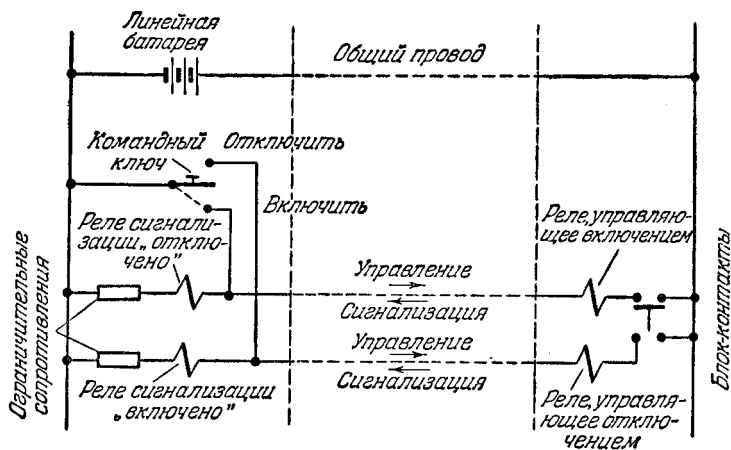 Линейная
батарея
Общий провод
Командный
ключ
Отключить
Включить
Реле сигнали-
зации „отклю-
чено”
Реле, управляю-
щее включением
Управление
Сигнализация
Управление
Сигнализация
Ограничительные
сопротивления
Реле сигнализации
„включено”
Реле, управля-
ющее отклю-
чением
Блок-контакты